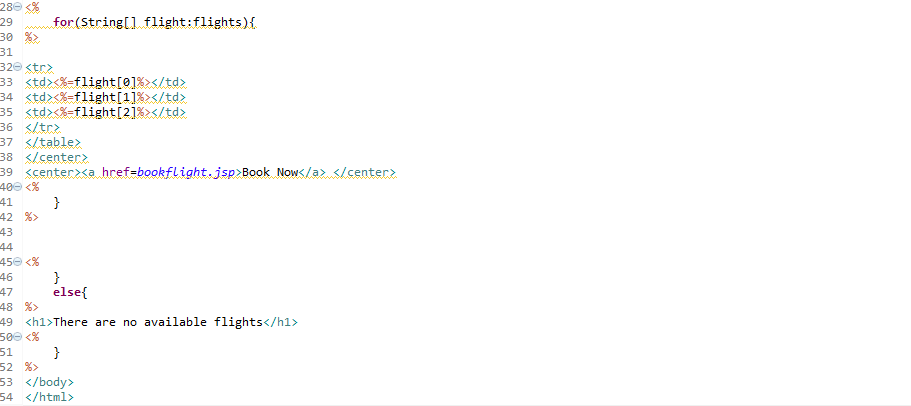 28 <%
29 for(String[] flight:flights){
30 %>
31
32 <tr>
33 <td><%=flight[0]%></td>
34 <td><%=flight[1]%></td>
35 <td><%=flight[2]%></td>
36 </tr>
37 </table>
38 </center>
39 <center><a href=bookflight.jsp>Book Now</a> </center>
40 <%
41 }
42 %>
43
44
45 <%
46 }
47 else{
48 %>
49 <h1>There are no available flights</h1>
50 <%
51 }
52 %>
53 </body>
54 </html>